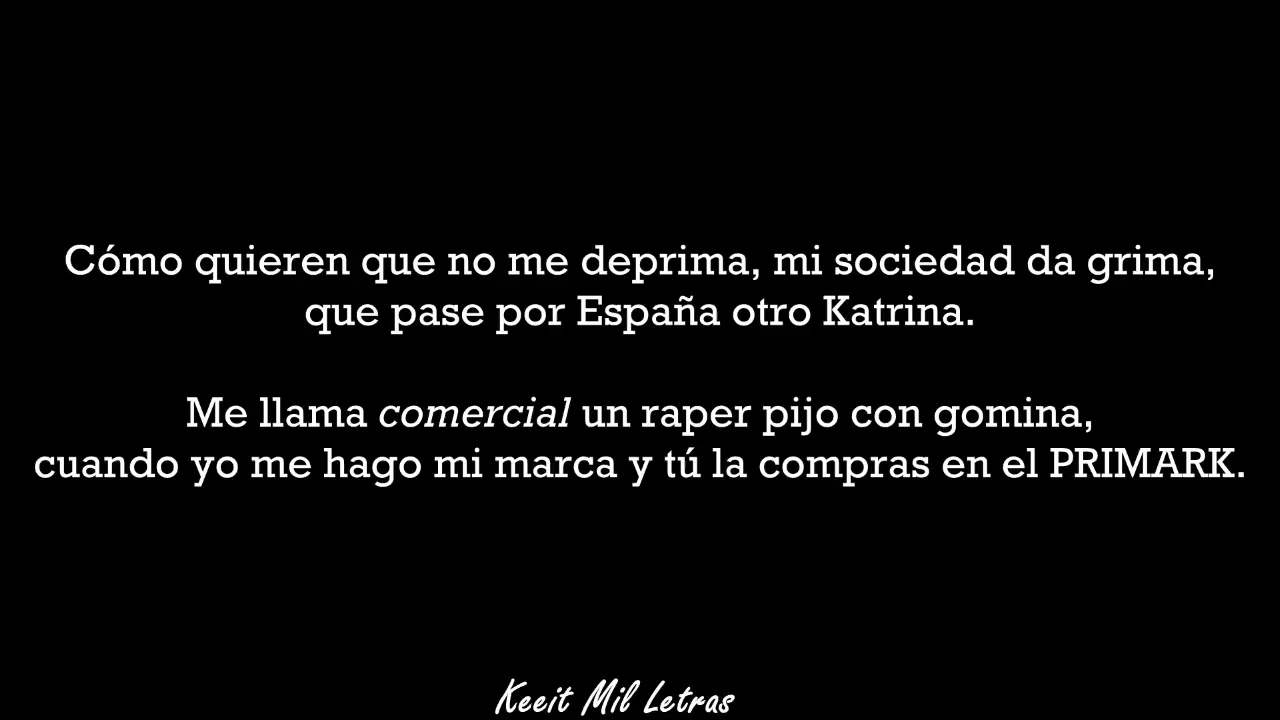 Cómo quieren que no me deprima, mi sociedad da grima,
que pase por España otro Katrina.
Me llama comercial un raper pijo con gomina,
cuando yo me hago mi marca y tú la compras en el PRIMARK.
Keeit Mil Letras